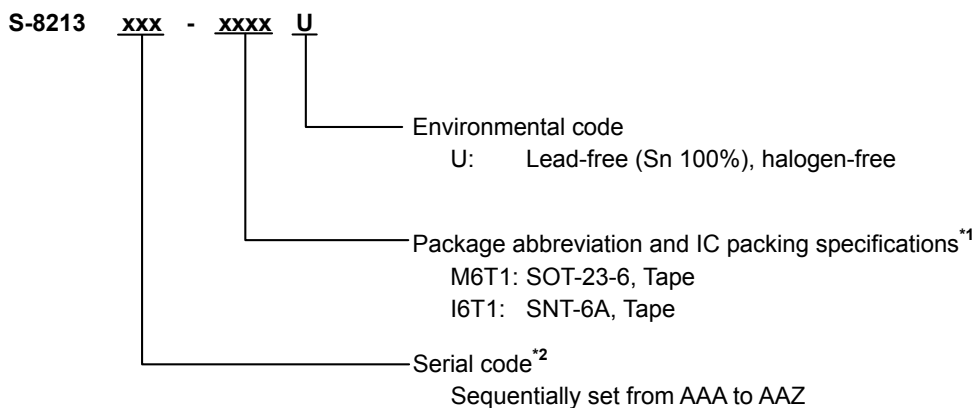 S-8213 xxx - xxxx U
Environmental code
U: Lead-free (Sn 100%), halogen-free
Package abbreviation and IC packing specifications*1
M6T1: SOT-23-6, Tape
I6T1: SNT-6A, Tape
Serial code*2
Sequentially set from AAA to AAZ